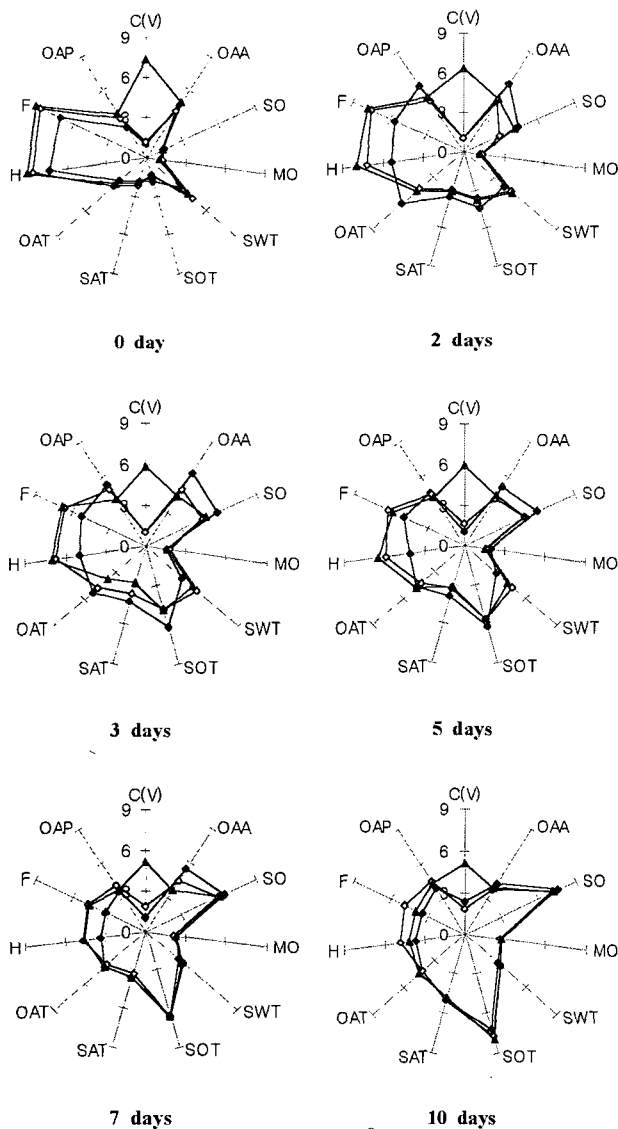 C(V) C(V)
9 9
OAP OAA OAP OAA
6 6
F SO F SO
3 3
0 0
H MO H MO
OAT SWT OAT SWT
SAT SOT SAT SOT
0 day 2 days
C(V) C(V)
9 9
OAP OAA OAP OAA
6 6
F SO F SO
3 3
0 0
H MO H MO
OAT SWT OAT SWT
SAT SOT SAT SOT
3 days 5 days
C(V) C(V)
9 9
OAP OAA OAP OAA
6 6
F SO F SO
3 3
0 0
H MO H MO
OAT SWT OAT SWT
SAT SOT SAT SOT
7 days 10 days